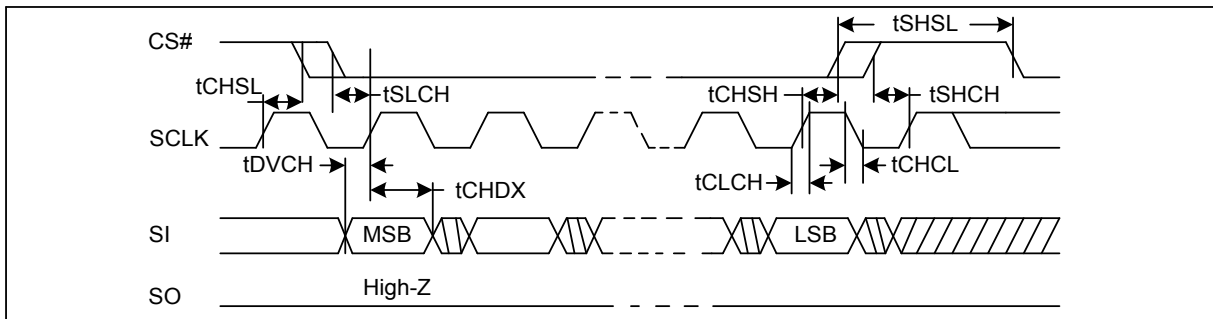 tSHSL
CS#
tCHSL
tSLCH
tCHSH
tSHCH
SCLK
tDVCH
tCHDX
tCLCH
tCHCL
SI
MSB
LSB
High-Z
SO